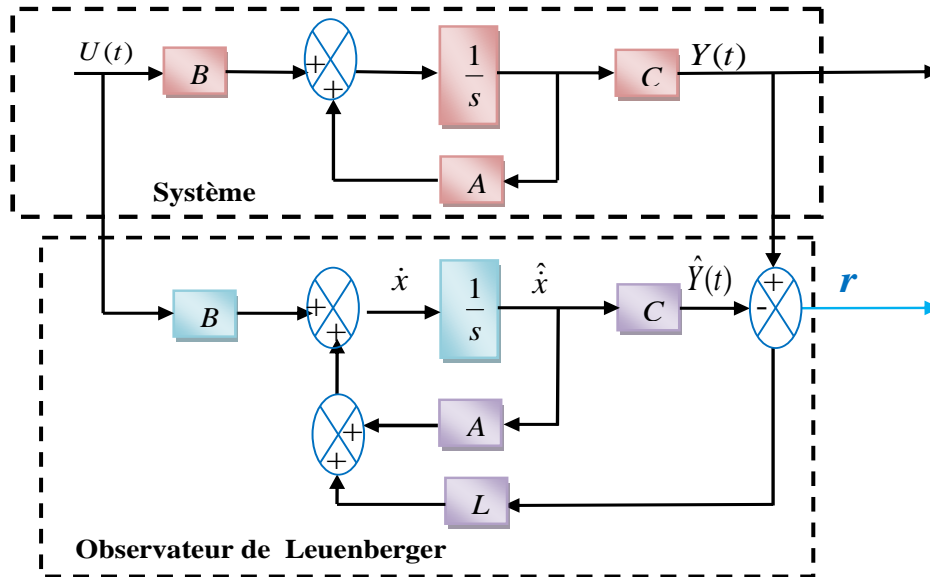 U(t)
B
+
+
1/s
C
Y(t)
A
Système
B
+
+
ẋ
1/s
x̂̇
C
Ŷ(t)
+
-
r
A
+
+
L
Observateur de Leuenberger